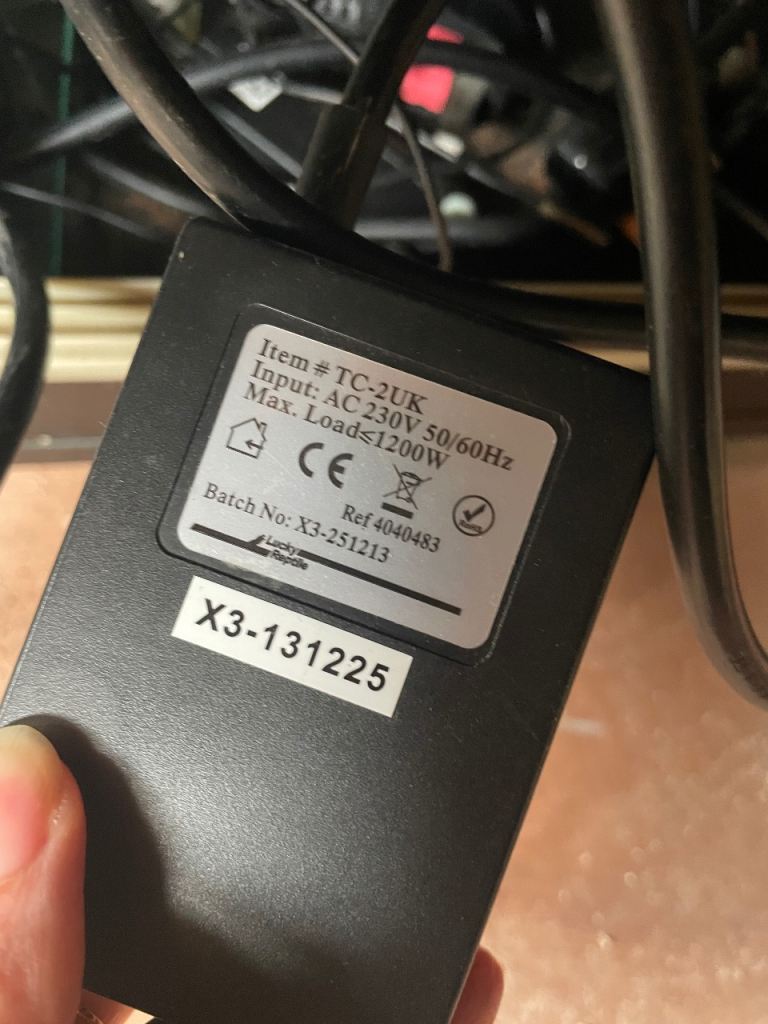 Item # TC-2UK
Input: AC 230V 50/60Hz
Max. Load≤1200W
CE
RoHS
Ref 4040483
Batch No: X3-251213
Lucky
Reptile
X3-131225